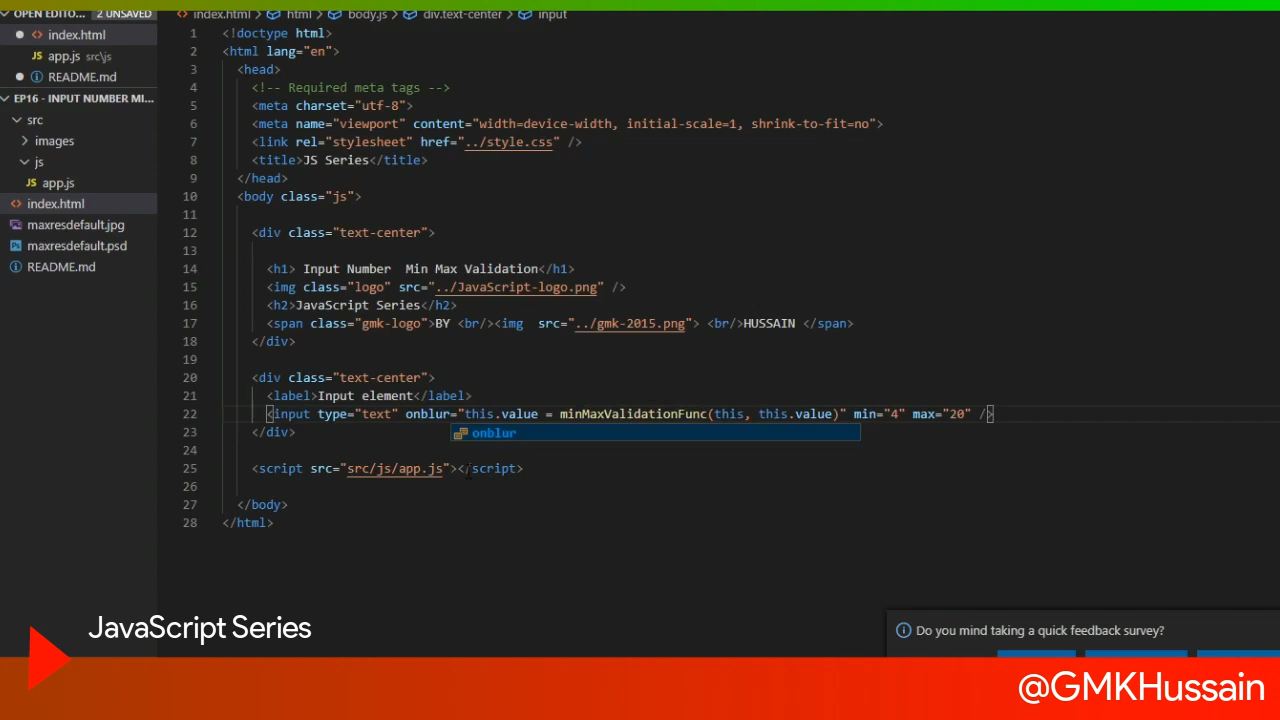 OPEN EDITO... 2 UNSAVED
index.html
JS app.js src\js
README.md
EP16 - INPUT NUMBER MI...
src
images
js
JS app.js
index.html
maxresdefault.jpg
Ps maxresdefault.psd
README.md
index.html > html > body.js > div.text-center > input
1 <!doctype html>
2 <html lang="en">
3 <head>
4 <!-- Required meta tags -->
5 <meta charset="utf-8">
6 <meta name="viewport" content="width=device-width, initial-scale=1, shrink-to-fit=no">
7 <link rel="stylesheet" href="../style.css" />
8 <title>JS Series</title>
9 </head>
10 <body class="js">
11
12 <div class="text-center">
13
14 <h1> Input Number  Min Max Validation</h1>
15 <img class="logo" src="../JavaScript-logo.png" />
16 <h2>JavaScript Series</h2>
17 <span class="gmk-logo">BY <br/><img  src="../gmk-2015.png"> <br/>HUSSAIN </span>
18 </div>
19
20 <div class="text-center">
21 <label>Input element</label>
22 <input type="text" onblur="this.value = minMaxValidationFunc(this, this.value)" min="4" max="20" />
23 </div>
onblur
24
25 <script src="src/js/app.js"></script>
26
27 </body>
28 </html>
Do you mind taking a quick feedback survey?
JavaScript Series
@GMKHussain